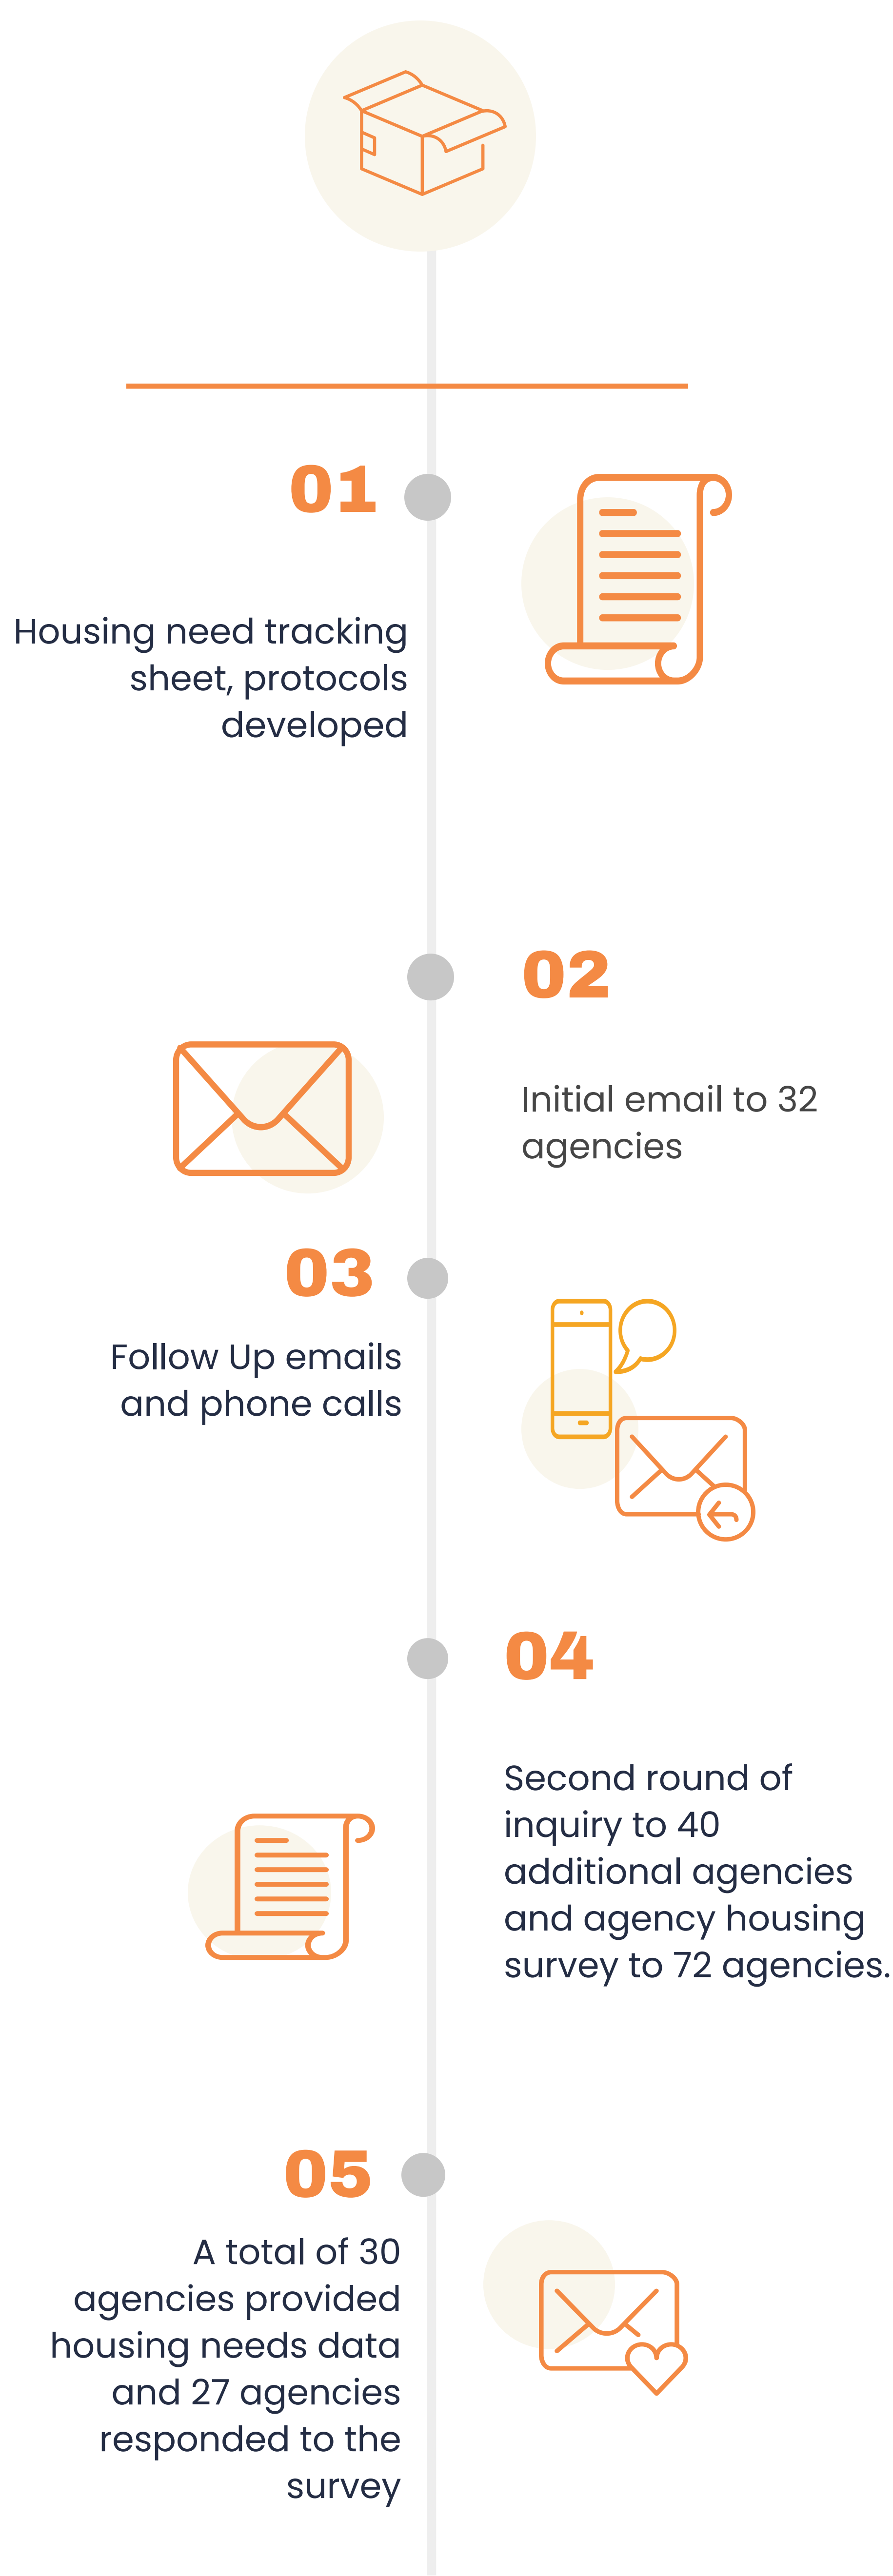 01
Housing need tracking
sheet, protocols
developed
02
Initial email to 32
agencies
03
Follow Up emails
and phone calls
04
Second round of
inquiry to 40
additional agencies
and agency housing
survey to 72 agencies.
05
A total of 30
agencies provided
housing needs data
and 27 agencies
responded to the
survey